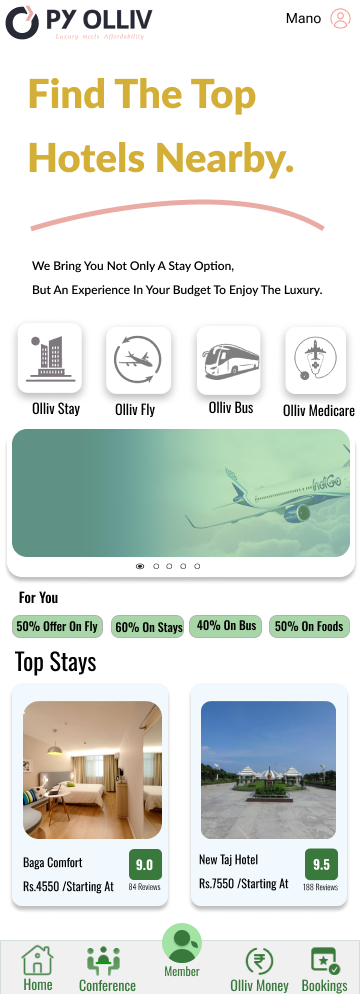 PY OLLIV
Luxury Meets Affordability
Mano
Find The Top
Hotels Nearby.
We Bring You Not Only A Stay Option,
But An Experience In Your Budget To Enjoy The Luxury.
Olliv Stay
Olliv Fly
Olliv Bus
Olliv Medicare
IndiGo
For You
50% Offer On Fly
60% On Stays
40% On Bus
50% On Foods
Top Stays
Baga Comfort
9.0
Rs.4550 /Starting At
84 Reviews
New Taj Hotel
9.5
Rs.7550 /Starting At
188 Reviews
Home
Conference
Member
Olliv Money
Bookings